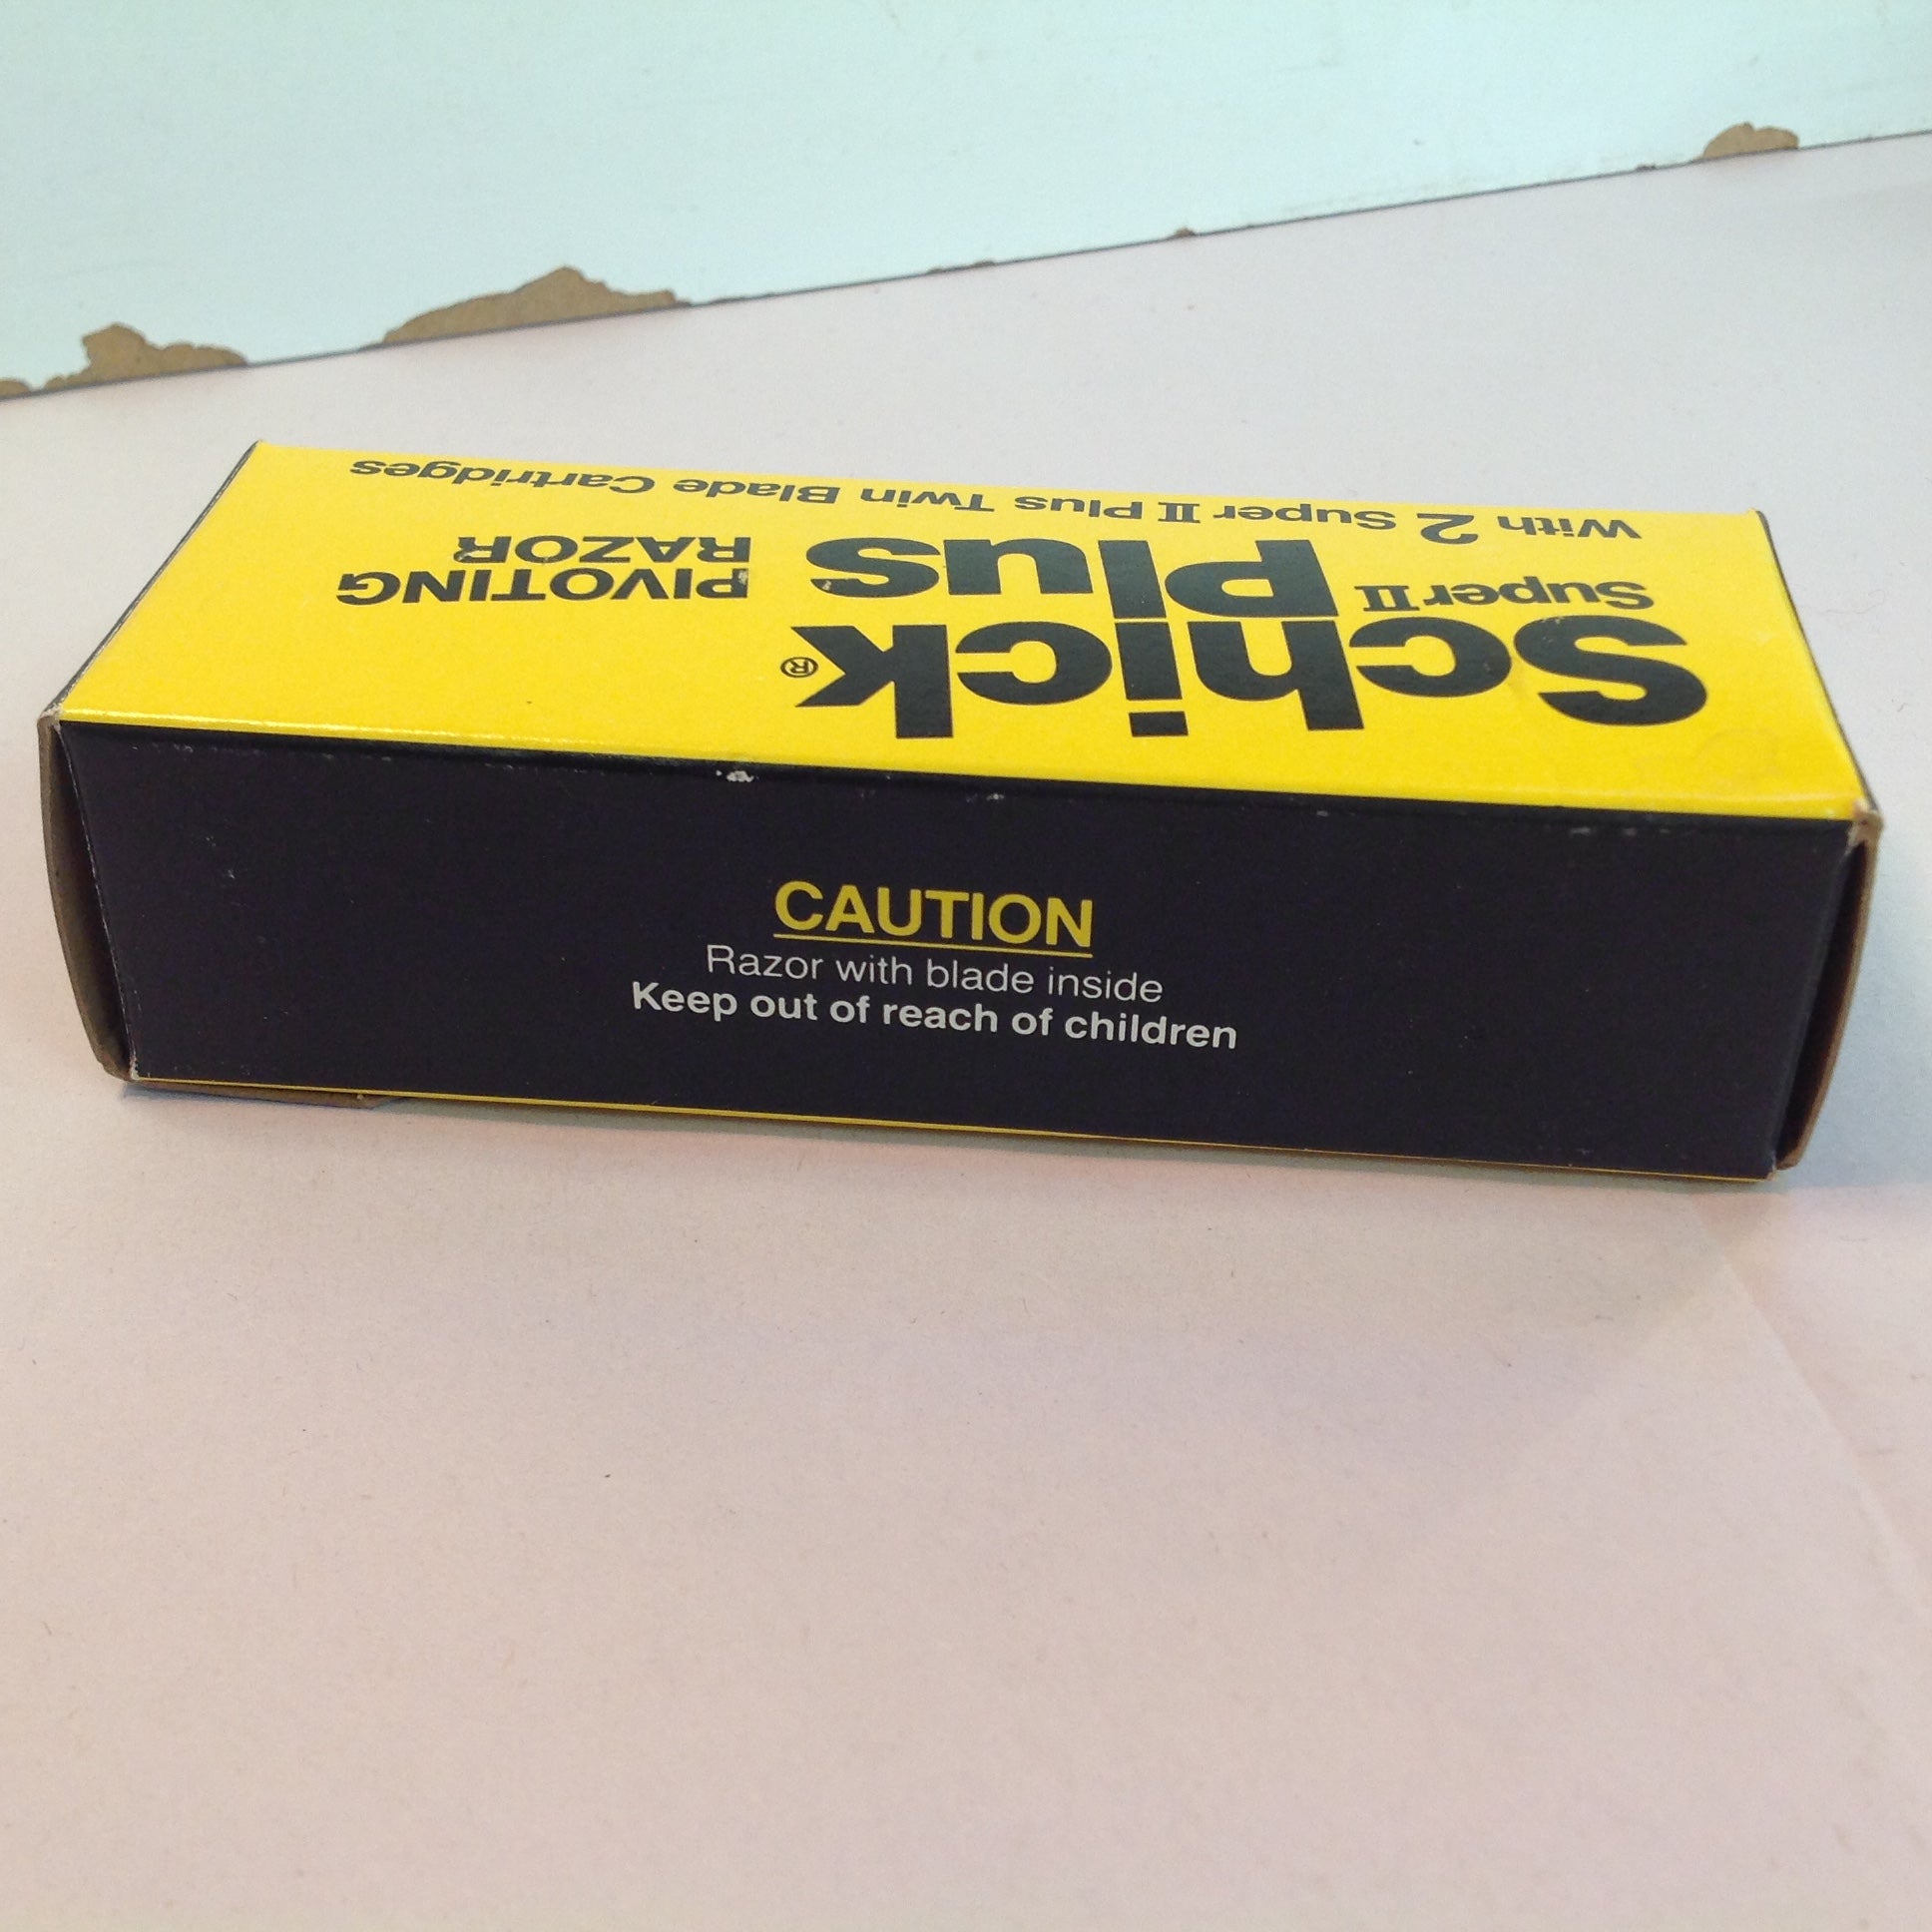 Schick®
Super II Plus
PIVOTING
RAZOR
With 2 Super II Plus Twin Blade Cartridges
CAUTION
Razor with blade inside
Keep out of reach of children